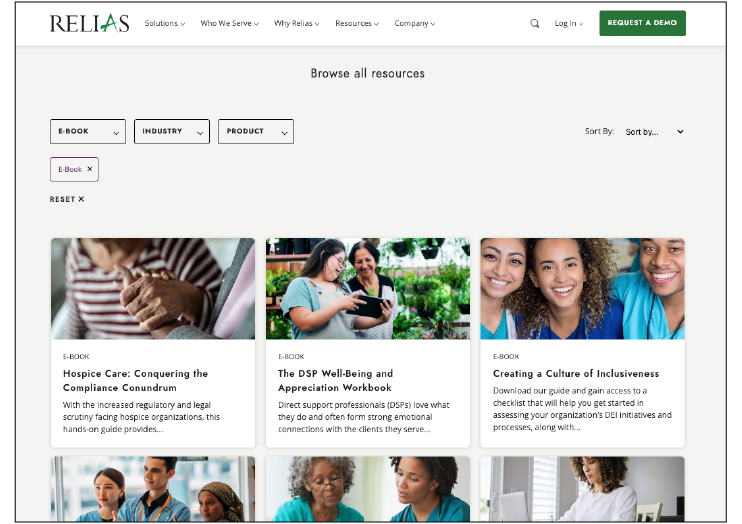 RELIAS Solutions Who We Serve Why Relias Resources Company Log In REQUEST A DEMO
Browse all resources
E-BOOK INDUSTRY PRODUCT Sort By: Sort by...
E-Book ×
RESET ×
E-BOOK
Hospice Care: Conquering the
Compliance Conundrum
With the increased regulatory and legal
scrutiny facing hospice organizations, this
hands-on guide provides...
E-BOOK
The DSP Well-Being and
Appreciation Workbook
Direct support professionals (DSPs) love what
they do and often form strong emotional
connections with the clients they serve...
E-BOOK
Creating a Culture of Inclusiveness
Download our guide and gain access to a
checklist that will help you get started in
assessing your organization's DEI initiatives and
processes, along with...